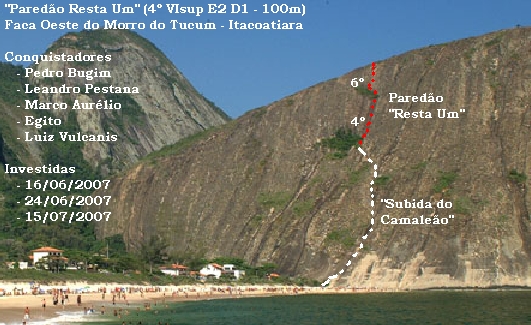 "Paredão Resta Um" (4º VIsup E2 D1 - 100m)
Faca Oeste do Morro do Tucum - Itacoatiara
Conquistadores
- Pedro Bugim
- Leandro Pestana
- Marco Aurélio
- Egito
- Luiz Vulcanis
Investidas
- 16/06/2007
- 24/06/2007
- 15/07/2007
6º
4º
Paredão
"Resta Um"
"Subida do
Camaleão"